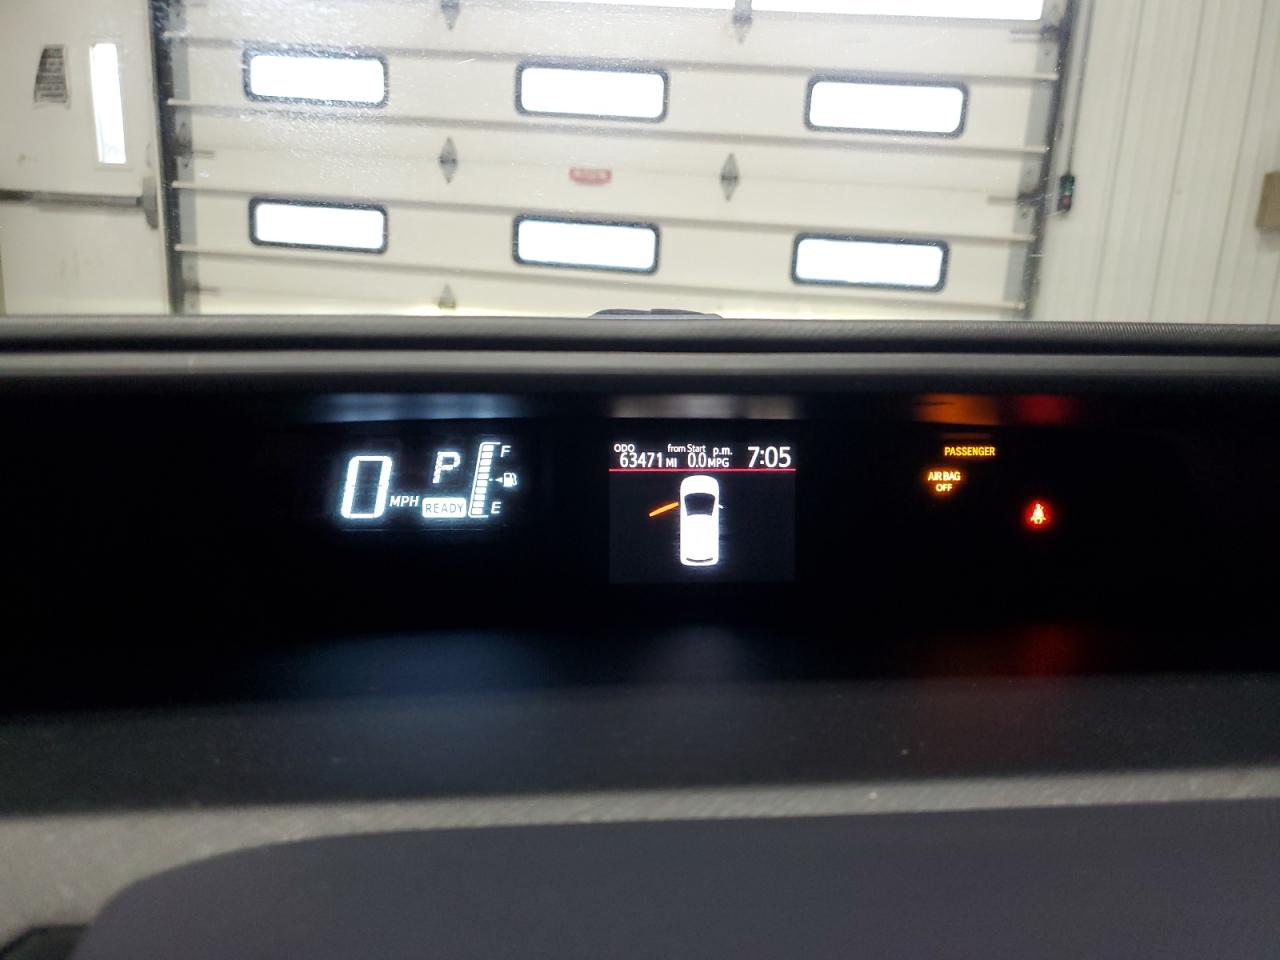 0 MPH
P
READY
F
E
ODO from Start p.m.
63471 MI 0.0 MPG 7:05
PASSENGER
AIR BAG
OFF